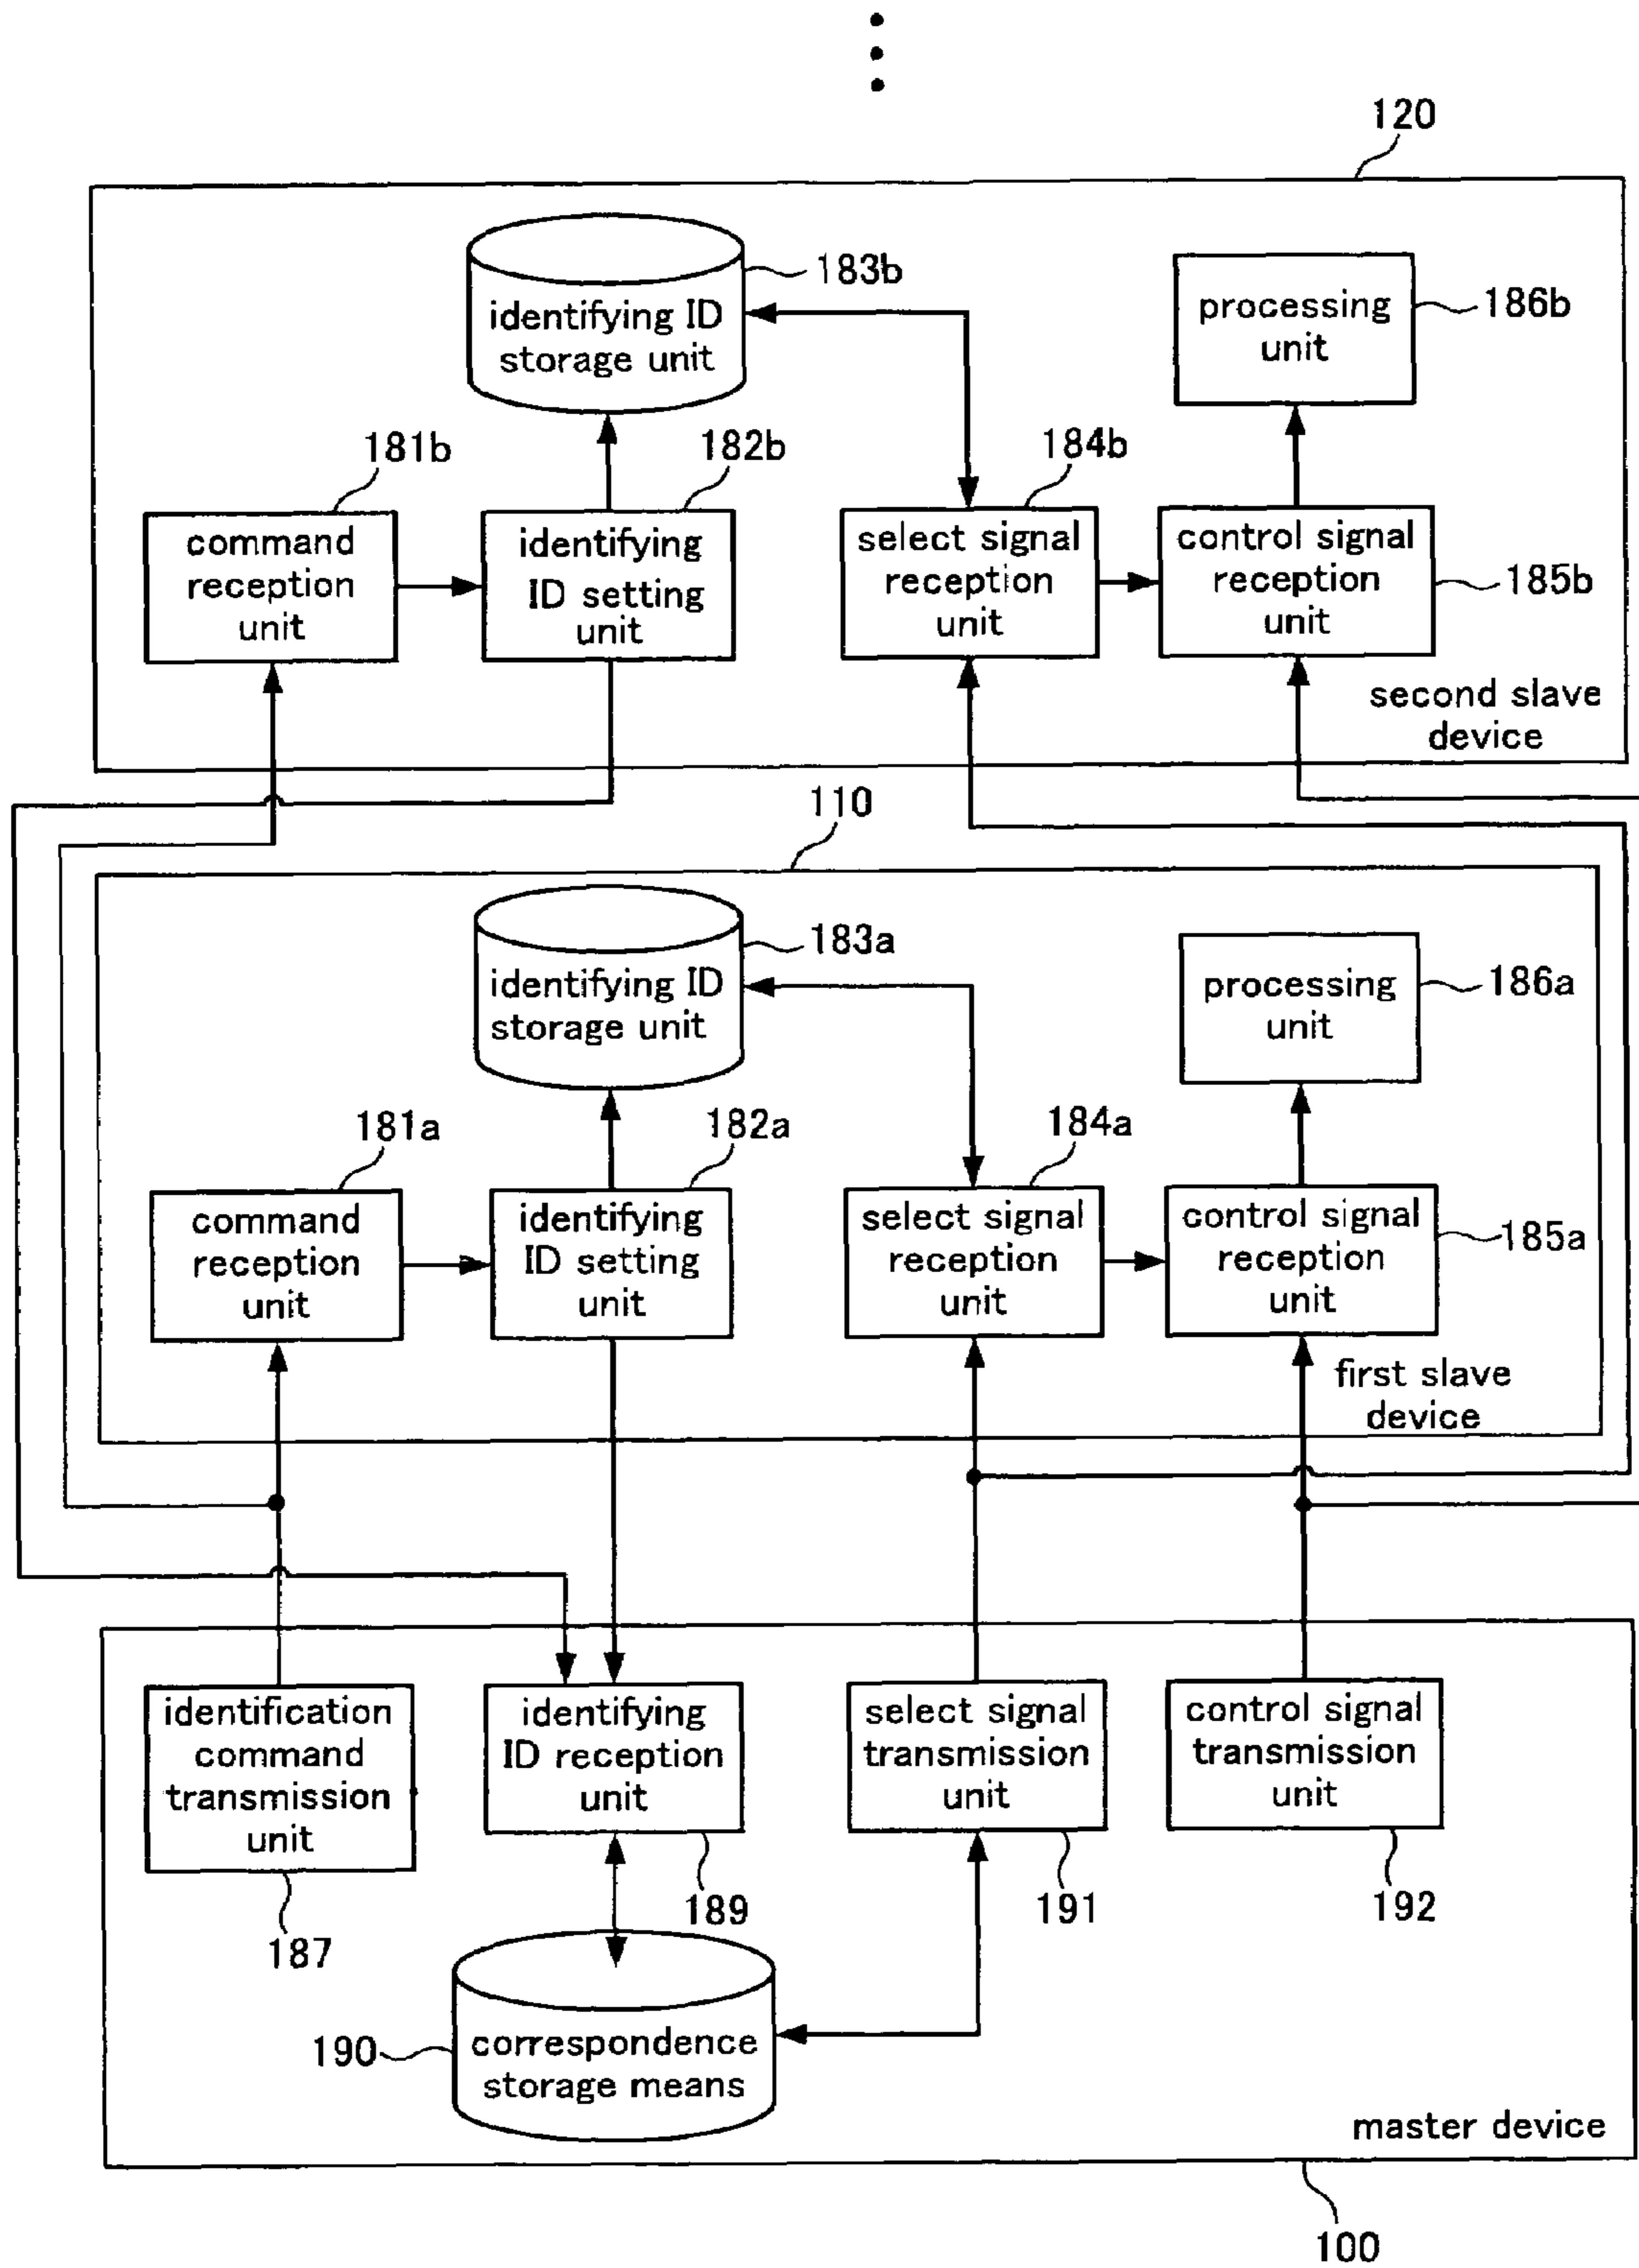 120
183b
identifying ID
storage unit
processing
unit
186b
181b
182b
184b
command
reception
unit
identifying
ID setting
unit
select signal
reception
unit
control signal
reception
unit
185b
second slave
device
110
183a
identifying ID
storage unit
processing
unit
186a
181a
182a
184a
command
reception
unit
identifying
ID setting
unit
select signal
reception
unit
control signal
reception
unit
185a
first slave
device
identification
command
transmission
unit
identifying
ID reception
unit
select signal
transmission
unit
control signal
transmission
unit
187
189
191
192
190
correspondence
storage means
master device
100